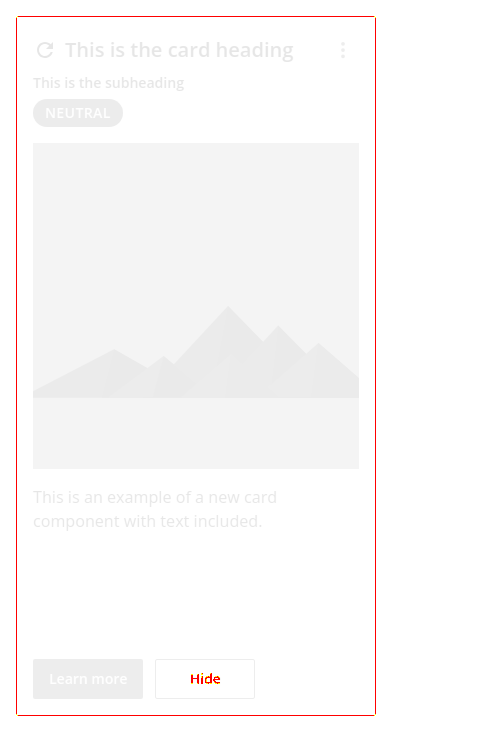 This is the card heading
This is the subheading
NEUTRAL
This is an example of a new card
component with text included.
Learn more
Hide